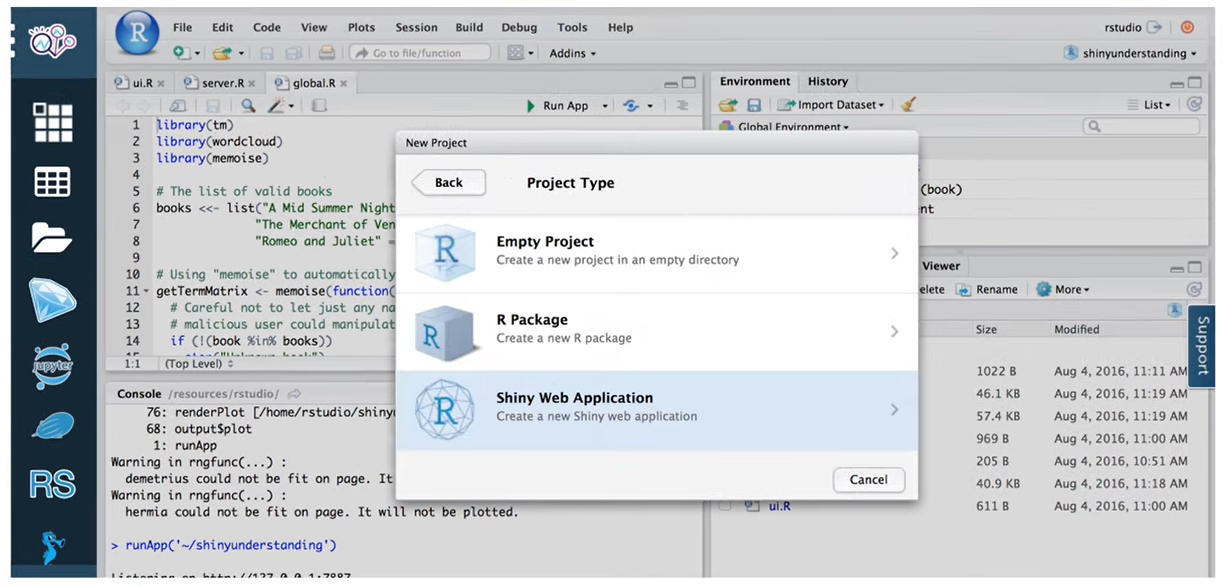 File Edit Code View Plots Session Build Debug Tools Help
rstudio
Go to file/function
Addins
shinyunderstanding
ui.R
server.R
global.R
Run App
1 library(tm)
2 library(wordcloud)
3 library(memoise)
4
5 # The list of valid books
6 books <<- list("A Mid Summer Night
7 "The Merchant of Ven
8 "Romeo and Juliet" =
9
10 # Using "memoise" to automatically
11 getTermMatrix <- memoise(function(
12 # Careful not to let just any na
13 # malicious user could manipulat
14 if (!(book %in% books))
1:1 (Top Level)
Console /resources/rstudio/
76: renderPlot [/home/rstudio/shinyu
68: output$plot
1: runApp
Warning in rngfunc(...) :
demetrius could not be fit on page. It
Warning in rngfunc(...) :
hermia could not be fit on page. It will not be plotted.
> runApp('~/shinyunderstanding')
Listening on http://127.0.0.1:7887
Environment History
Import Dataset
List
Global Environment
(book)
nt
Viewer
elete Rename More
Size Modified
1022 B Aug 4, 2016, 11:11 AM
46.1 KB Aug 4, 2016, 11:19 AM
57.4 KB Aug 4, 2016, 11:19 AM
969 B Aug 4, 2016, 11:00 AM
205 B Aug 4, 2016, 10:51 AM
40.9 KB Aug 4, 2016, 11:18 AM
ui.R 611 B Aug 4, 2016, 11:00 AM
New Project
Back
Project Type
R
Empty Project
Create a new project in an empty directory
R
R Package
Create a new R package
R
Shiny Web Application
Create a new Shiny web application
Cancel
Support
jupyter
RS
R